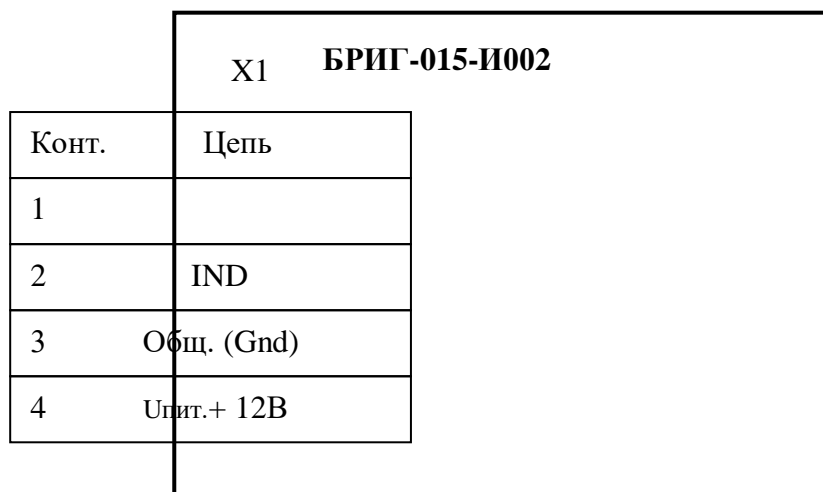 X1 БРИГ-015-И002
Конт. Цепь
1
2 IND
3 Общ. (Gnd)
4 Uпит.+ 12В